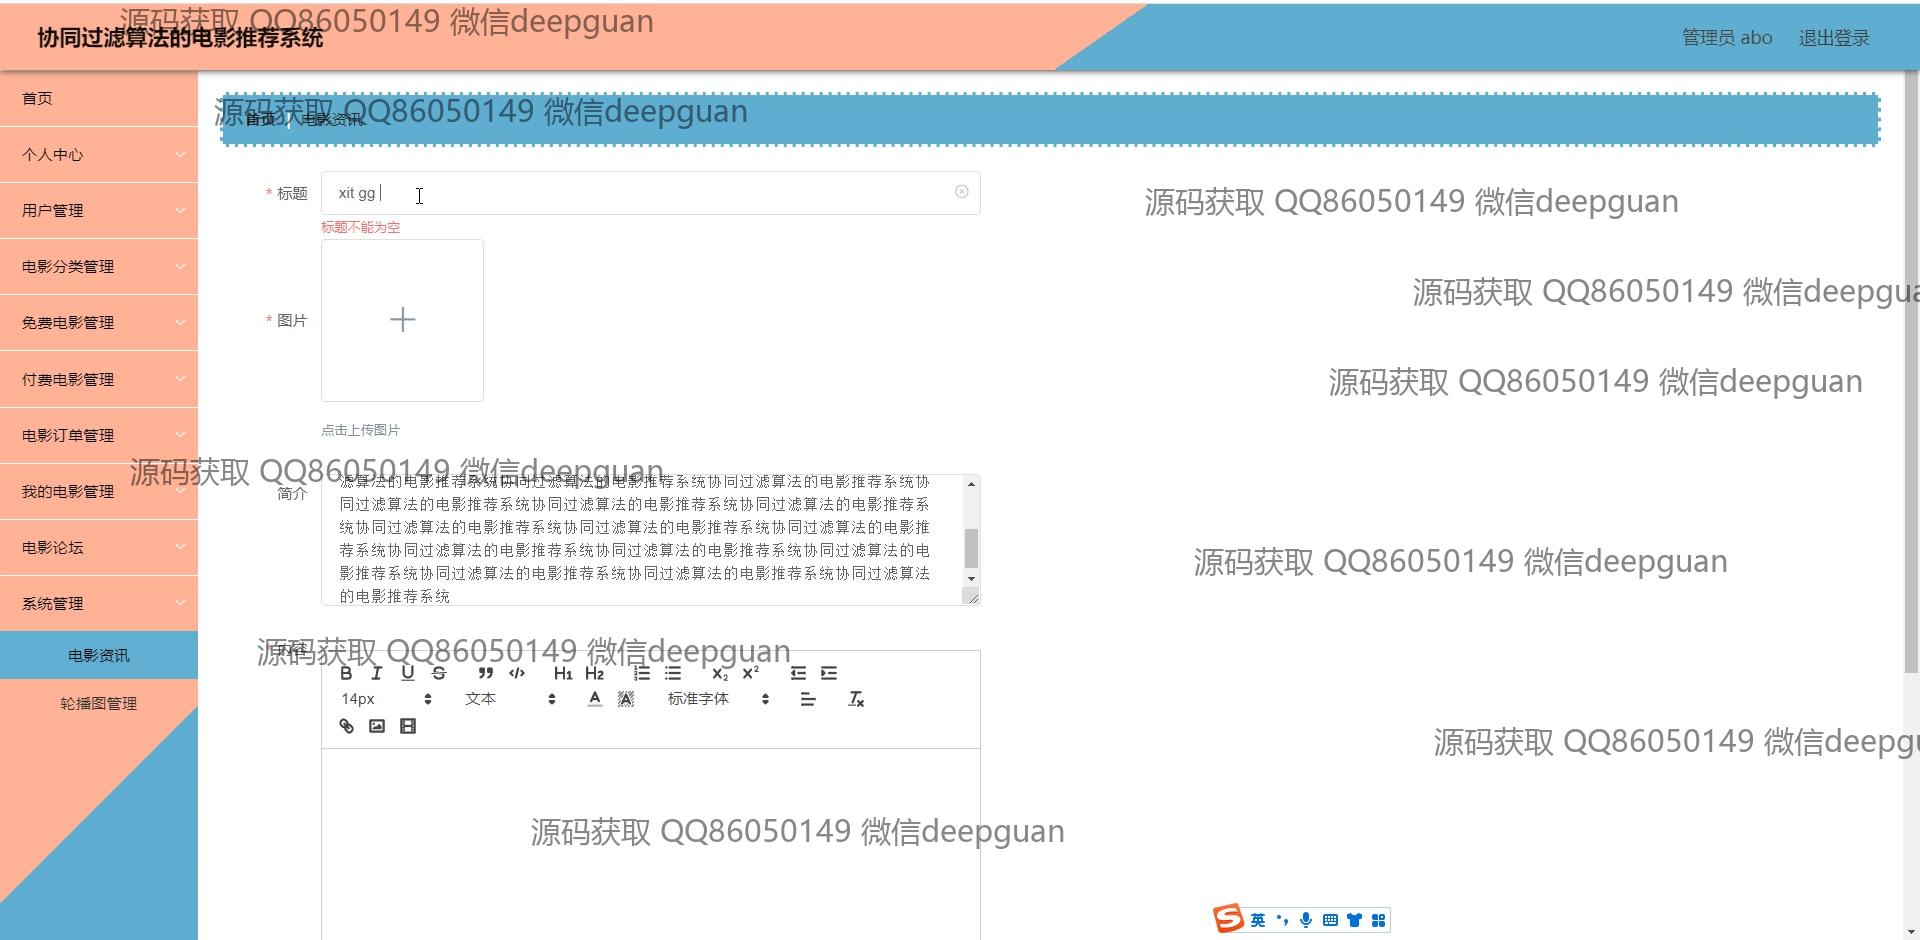 源码获取 QQ86050149 微信deepguan
协同过滤算法的电影推荐系统
管理员 abo
退出登录
首页
个人中心
用户管理
电影分类管理
免费电影管理
付费电影管理
电影订单管理
我的电影管理
电影论坛
系统管理
电影资讯
轮播图管理
源码获取 QQ86050149 微信deepguan
首页
电影资讯
* 标题
xit gg
标题不能为空
源码获取 QQ86050149 微信deepguan
源码获取 QQ86050149 微信deepgua
* 图片
点击上传图片
源码获取 QQ86050149 微信deepguan
源码获取 QQ86050149 微信deepguan
简介
滤算法的电影推荐系统协同过滤算法的电影推荐系统协同过滤算法的电影推荐系统协
同过滤算法的电影推荐系统协同过滤算法的电影推荐系统协同过滤算法的电影推荐系
统协同过滤算法的电影推荐系统协同过滤算法的电影推荐系统协同过滤算法的电影推
荐系统协同过滤算法的电影推荐系统协同过滤算法的电影推荐系统协同过滤算法的电
影推荐系统协同过滤算法的电影推荐系统协同过滤算法的电影推荐系统协同过滤算法
的电影推荐系统
源码获取 QQ86050149 微信deepguan
源码获取 QQ86050149 微信deepguan
* 内容
B I U S H1 H2 X₂ X²
14px 文本 A A 标准字体
源码获取 QQ86050149 微信deepgu
源码获取 QQ86050149 微信deepguan
英